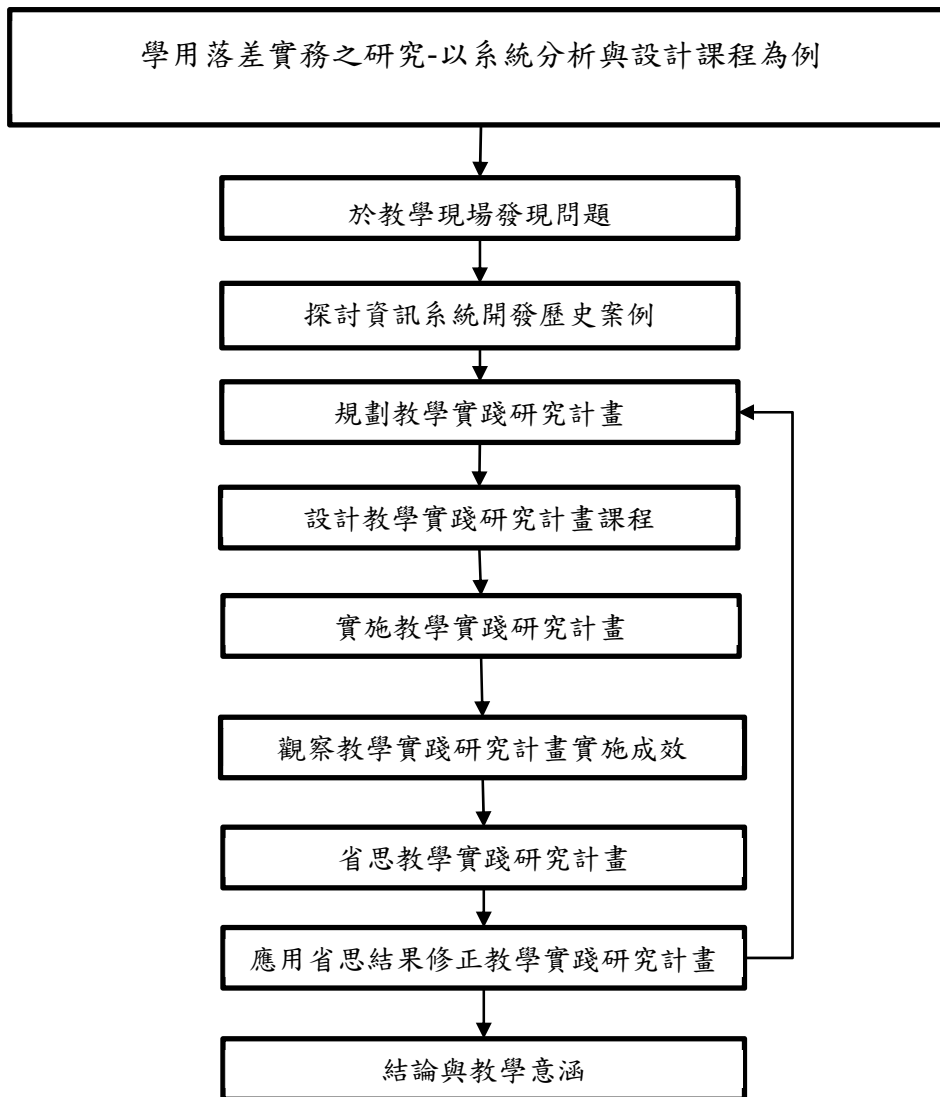 學用落差實務之研究-以系統分析與設計課程為例
於教學現場發現問題
探討資訊系統開發歷史案例
規劃教學實踐研究計畫
設計教學實踐研究計畫課程
實施教學實踐研究計畫
觀察教學實踐研究計畫實施成效
省思教學實踐研究計畫
應用省思結果修正教學實踐研究計畫
結論與教學意涵